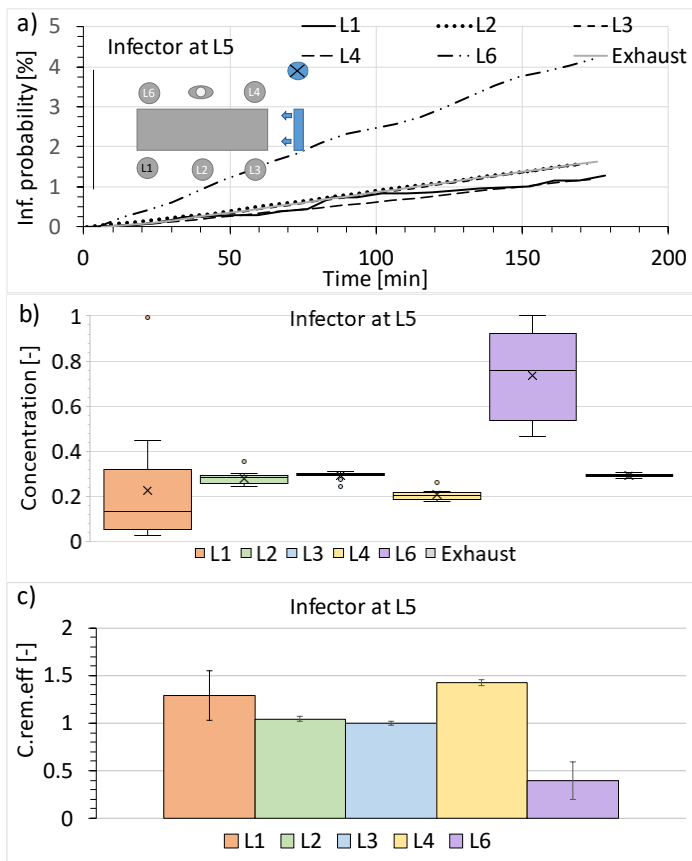 a)
L1 L2 L3
L4 L6 Exhaust
Infector at L5
Inf. probability [%]
5
4
3
2
1
0
L6 L4
L1 L2 L3
0 50 100 150 200
Time [min]
b)
Infector at L5
Concentration [-]
1
0.8
0.6
0.4
0.2
0
L1 L2 L3 L4 L6 Exhaust
c)
Infector at L5
C.rem.eff [-]
2
1.5
1
0.5
0
L1 L2 L3 L4 L6